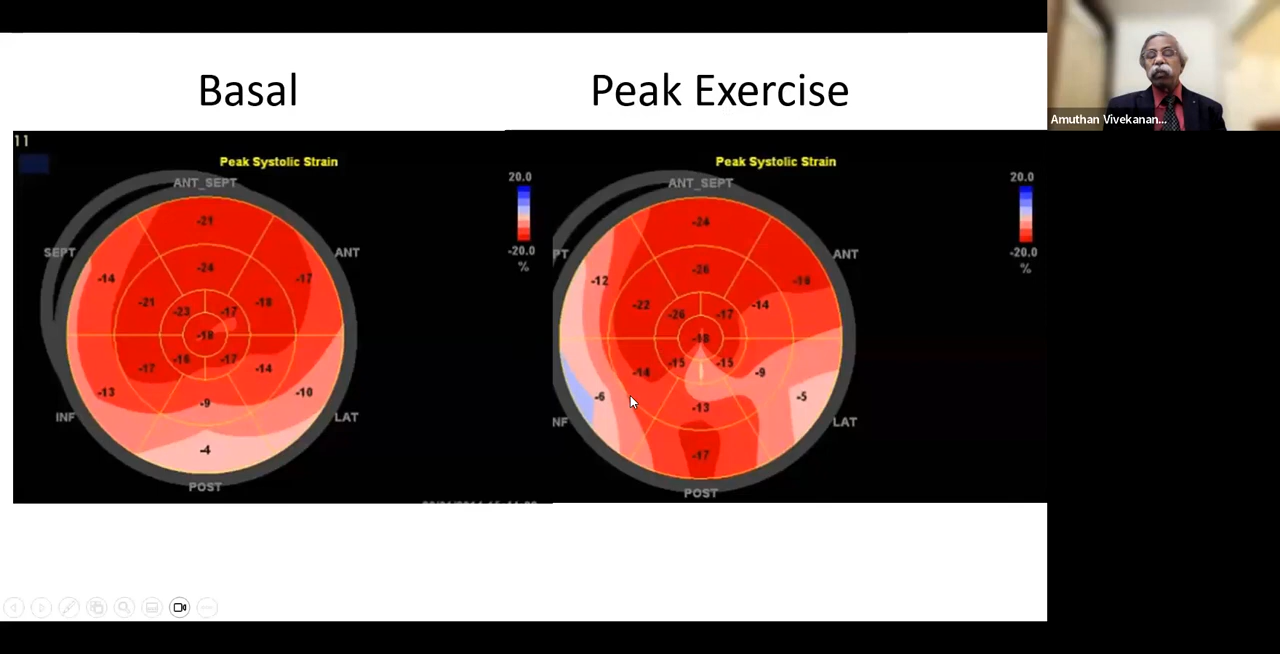 Basal
Peak Exercise
Amuthan Vivekanan...
11
Peak Systolic Strain
20.0
-20.0
%
ANT_SEPT
SEPT
ANT
-21
-24
-14
-17
-21
-18
-23
-17
-18
-16
-17
-17
-14
-13
-10
-9
-4
INF
LAT
POST
Peak Systolic Strain
20.0
-20.0
%
ANT_SEPT
PT
ANT
-24
-26
-12
-16
-22
-14
-26
-17
-18
-15
-15
-14
-9
-6
-5
-13
-17
NF
LAT
POST